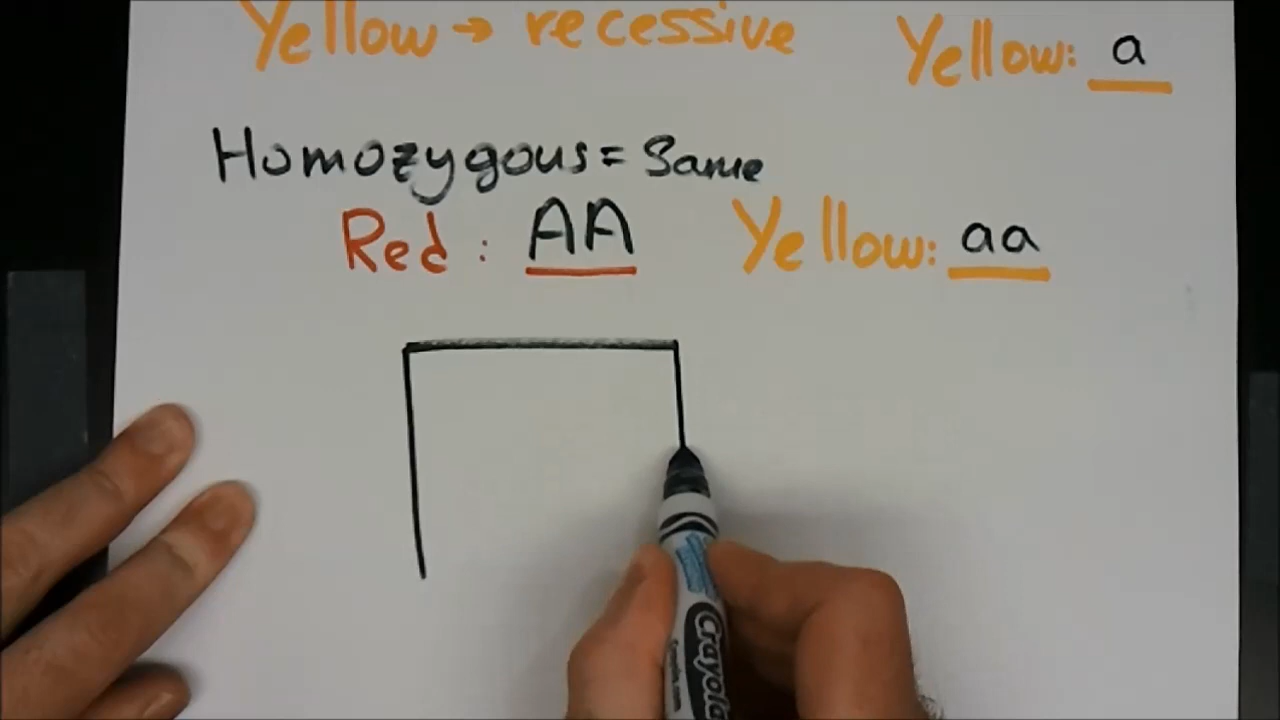 Yellow → recessive Yellow: a
Homozygous = Same
Red : AA Yellow: aa
Crayola